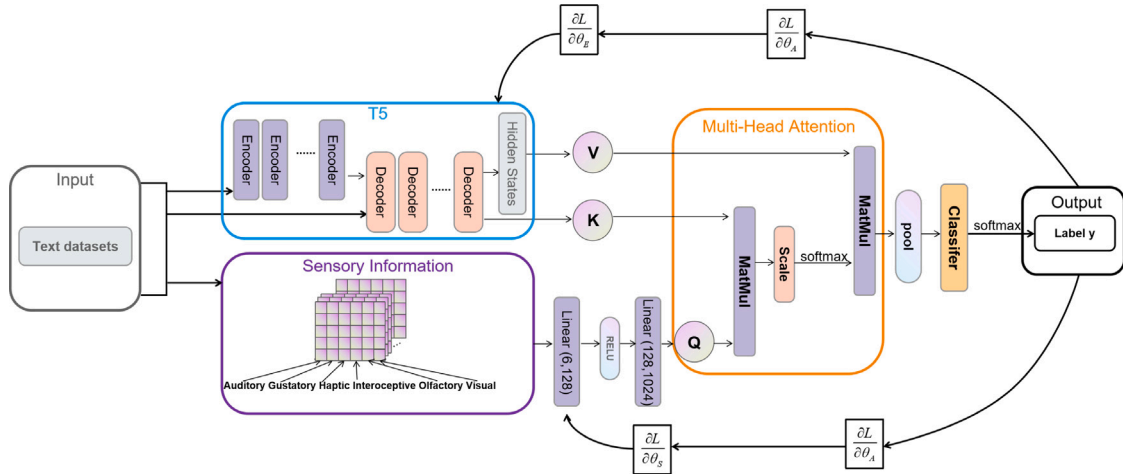 ∂L/∂θ_E
∂L/∂θ_A
T5
Encoder
Encoder
......
Encoder
Decoder
Decoder
......
Decoder
Hidden States
V
K
Multi-Head Attention
MatMul
Scale
softmax
MatMul
pool
Classifer
softmax
Output
Label y
Input
Text datasets
Sensory Information
......
Auditory Gustatory Haptic Interoceptive Olfactory Visual
Linear (6,128)
RELU
Linear (128,1024)
Q
∂L/∂θ_S
∂L/∂θ_A